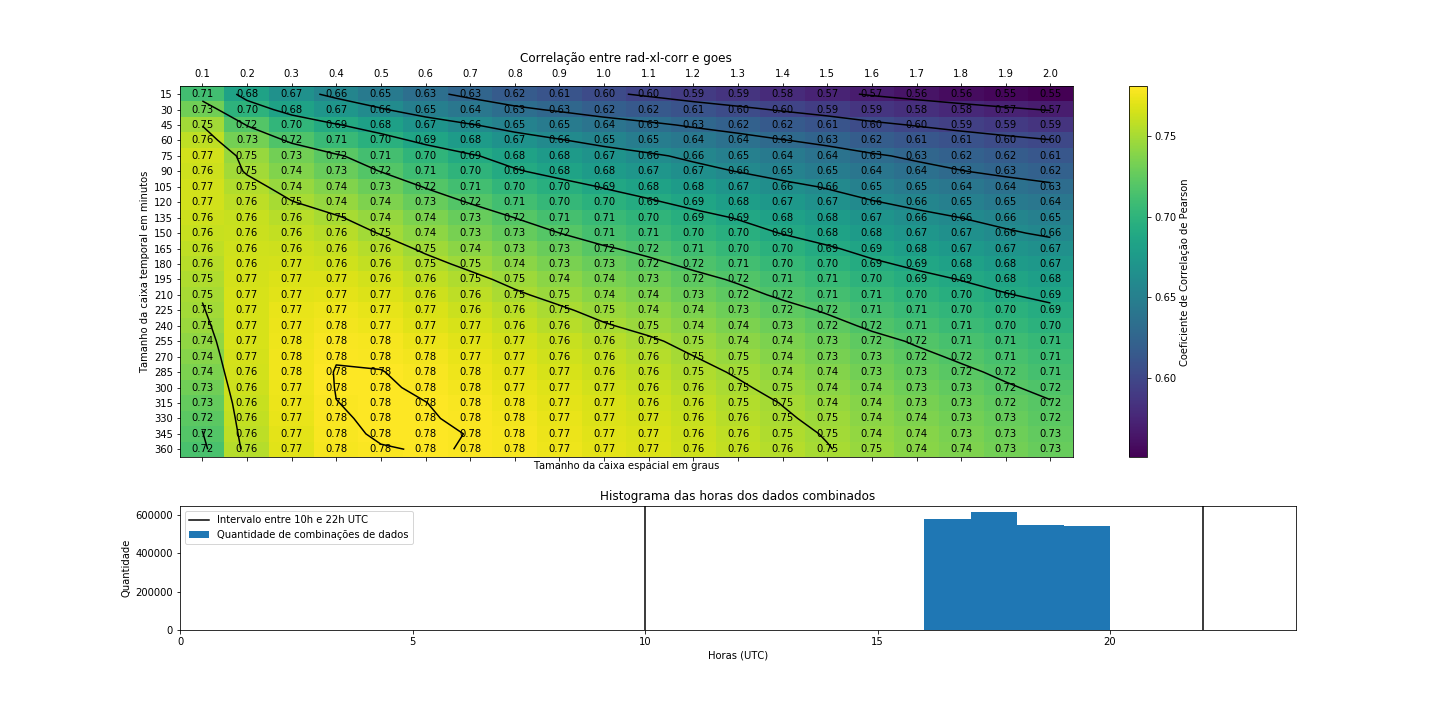 Correlação entre rad-xl-corr e goes
0.1 0.2 0.3 0.4 0.5 0.6 0.7 0.8 0.9 1.0 1.1 1.2 1.3 1.4 1.5 1.6 1.7 1.8 1.9 2.0
15 0.71 0.68 0.67 0.66 0.65 0.63 0.63 0.62 0.61 0.60 0.60 0.59 0.59 0.58 0.57 0.57 0.56 0.56 0.55 0.55
30 0.73 0.70 0.68 0.67 0.66 0.65 0.64 0.63 0.63 0.62 0.62 0.61 0.60 0.60 0.59 0.59 0.58 0.58 0.57 0.57
45 0.75 0.72 0.70 0.69 0.68 0.67 0.66 0.65 0.65 0.64 0.63 0.63 0.62 0.62 0.61 0.60 0.60 0.59 0.59 0.59
60 0.76 0.73 0.72 0.71 0.70 0.69 0.68 0.67 0.66 0.65 0.65 0.64 0.64 0.63 0.63 0.62 0.61 0.61 0.60 0.60
75 0.77 0.75 0.73 0.72 0.71 0.70 0.69 0.68 0.68 0.67 0.66 0.66 0.65 0.64 0.64 0.63 0.63 0.62 0.62 0.61
90 0.76 0.75 0.74 0.73 0.72 0.71 0.70 0.69 0.68 0.68 0.67 0.67 0.66 0.65 0.65 0.64 0.64 0.63 0.63 0.62
105 0.77 0.75 0.74 0.74 0.73 0.72 0.71 0.70 0.70 0.69 0.68 0.68 0.67 0.66 0.66 0.65 0.65 0.64 0.64 0.63
120 0.77 0.76 0.75 0.74 0.74 0.73 0.72 0.71 0.70 0.70 0.69 0.69 0.68 0.67 0.67 0.66 0.66 0.65 0.65 0.64
135 0.76 0.76 0.76 0.75 0.74 0.74 0.73 0.72 0.71 0.71 0.70 0.69 0.69 0.68 0.68 0.67 0.66 0.66 0.66 0.65
150 0.76 0.76 0.76 0.76 0.75 0.74 0.73 0.73 0.72 0.71 0.71 0.70 0.70 0.69 0.68 0.68 0.67 0.67 0.66 0.66
165 0.76 0.76 0.76 0.76 0.76 0.75 0.74 0.73 0.73 0.72 0.72 0.71 0.70 0.70 0.69 0.69 0.68 0.67 0.67 0.67
180 0.76 0.77 0.77 0.76 0.76 0.75 0.75 0.74 0.73 0.73 0.72 0.72 0.71 0.70 0.70 0.69 0.69 0.68 0.68 0.67
195 0.75 0.77 0.77 0.77 0.76 0.76 0.75 0.75 0.74 0.74 0.73 0.72 0.72 0.71 0.71 0.70 0.69 0.69 0.68 0.68
210 0.75 0.77 0.77 0.77 0.77 0.76 0.76 0.75 0.75 0.74 0.74 0.73 0.72 0.72 0.71 0.71 0.70 0.70 0.69 0.69
225 0.75 0.77 0.77 0.77 0.77 0.76 0.76 0.76 0.75 0.75 0.74 0.74 0.73 0.73 0.72 0.71 0.71 0.70 0.70 0.69
240 0.75 0.77 0.77 0.78 0.77 0.77 0.77 0.76 0.76 0.75 0.75 0.74 0.74 0.73 0.72 0.72 0.71 0.71 0.70 0.70
255 0.74 0.77 0.78 0.78 0.78 0.77 0.77 0.77 0.76 0.76 0.75 0.75 0.74 0.74 0.73 0.72 0.72 0.71 0.71 0.71
270 0.74 0.77 0.78 0.78 0.78 0.78 0.77 0.77 0.76 0.76 0.76 0.75 0.75 0.74 0.73 0.73 0.72 0.72 0.71 0.71
285 0.74 0.76 0.78 0.78 0.78 0.78 0.78 0.77 0.77 0.76 0.76 0.76 0.75 0.74 0.74 0.73 0.73 0.72 0.72 0.71
300 0.73 0.76 0.77 0.78 0.78 0.78 0.78 0.77 0.77 0.77 0.76 0.76 0.75 0.75 0.74 0.74 0.73 0.73 0.72 0.72
315 0.73 0.76 0.77 0.78 0.78 0.78 0.78 0.78 0.77 0.77 0.76 0.76 0.76 0.75 0.74 0.74 0.73 0.73 0.72 0.72
330 0.72 0.76 0.77 0.78 0.78 0.78 0.78 0.78 0.77 0.77 0.77 0.76 0.76 0.75 0.75 0.74 0.74 0.73 0.73 0.72
345 0.72 0.76 0.77 0.78 0.78 0.78 0.78 0.78 0.77 0.77 0.77 0.76 0.76 0.75 0.75 0.74 0.74 0.73 0.73 0.73
360 0.72 0.76 0.77 0.78 0.78 0.78 0.78 0.78 0.77 0.77 0.77 0.76 0.76 0.76 0.75 0.75 0.74 0.74 0.73 0.73
Tamanho da caixa temporal em minutos
Tamanho da caixa espacial em graus
0.75
0.70
0.65
0.60
Coeficiente de Correlação de Pearson
Histograma das horas dos dados combinados
Intervalo entre 10h e 22h UTC
Quantidade de combinações de dados
600000
400000
200000
0
Quantidade
0 5 10 15 20
Horas (UTC)